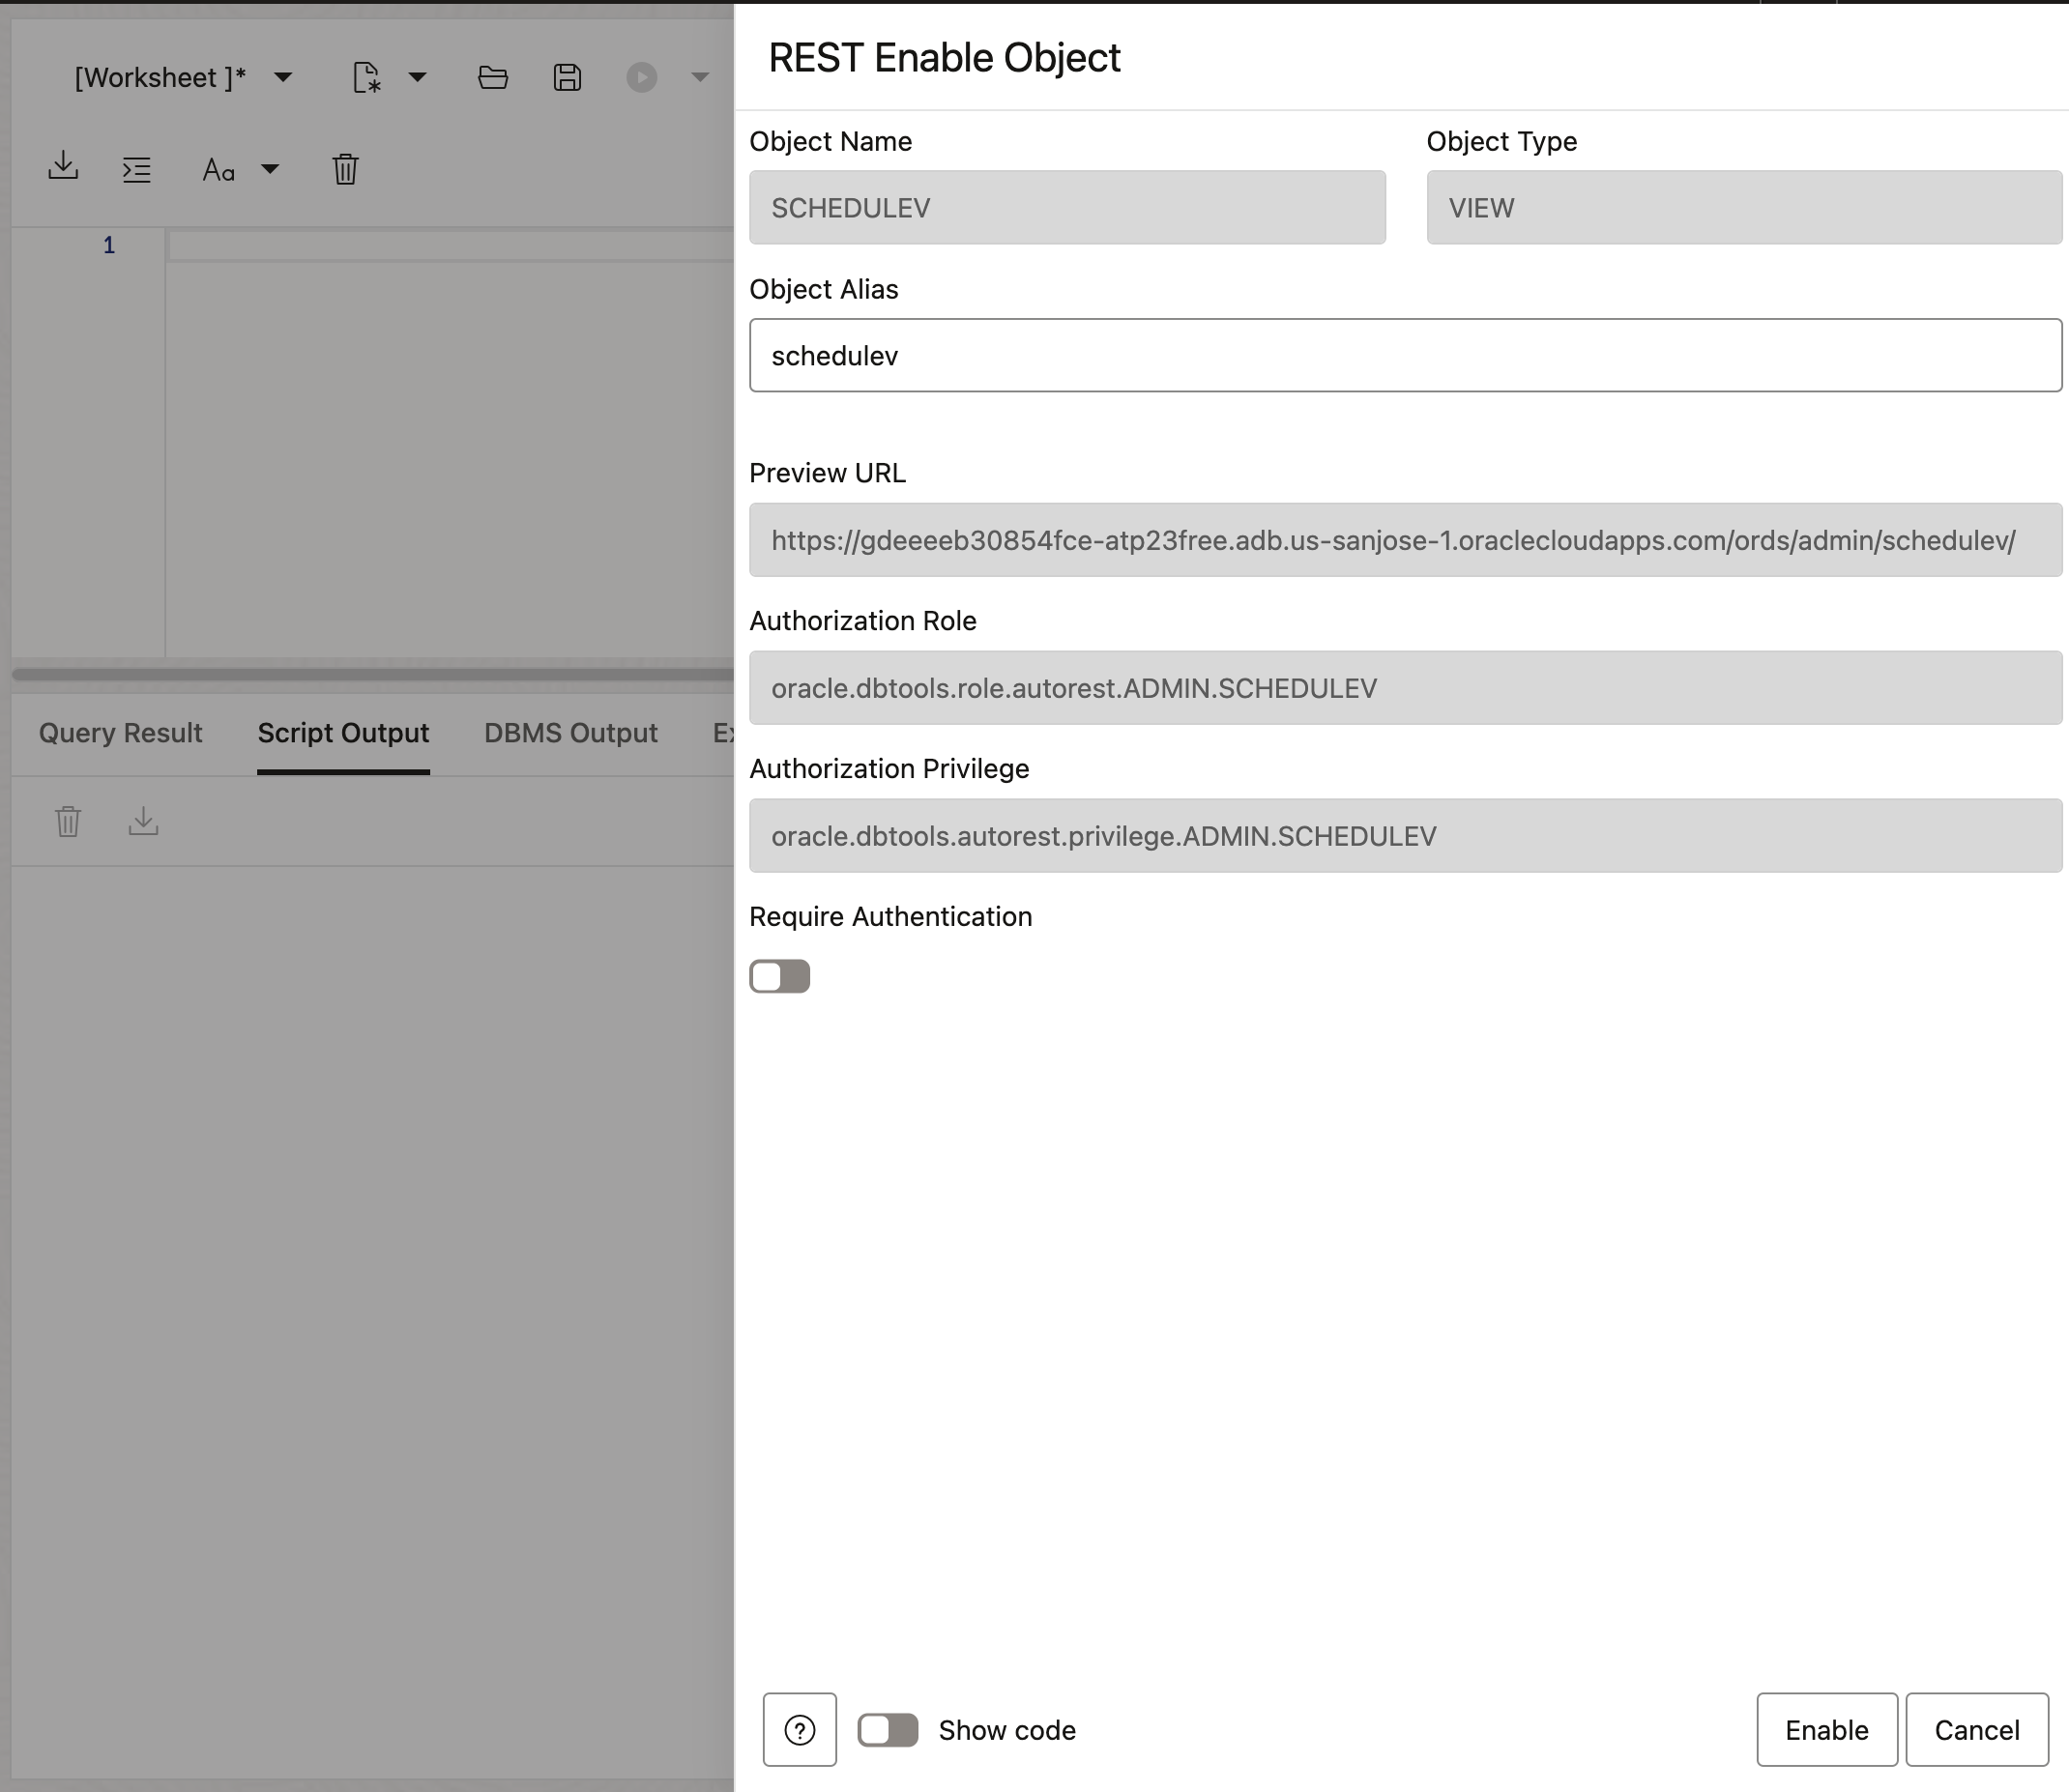 [Worksheet ]*
Aa
1
Query Result Script Output DBMS Output
REST Enable Object
Object Name Object Type
SCHEDULEV VIEW
Object Alias
schedulev
Preview URL
https://gdeeeeb30854fce-atp23free.adb.us-sanjose-1.oraclecloudapps.com/ords/admin/schedulev/
Authorization Role
oracle.dbtools.role.autorest.ADMIN.SCHEDULEV
Authorization Privilege
oracle.dbtools.autorest.privilege.ADMIN.SCHEDULEV
Require Authentication
? Show code Enable Cancel